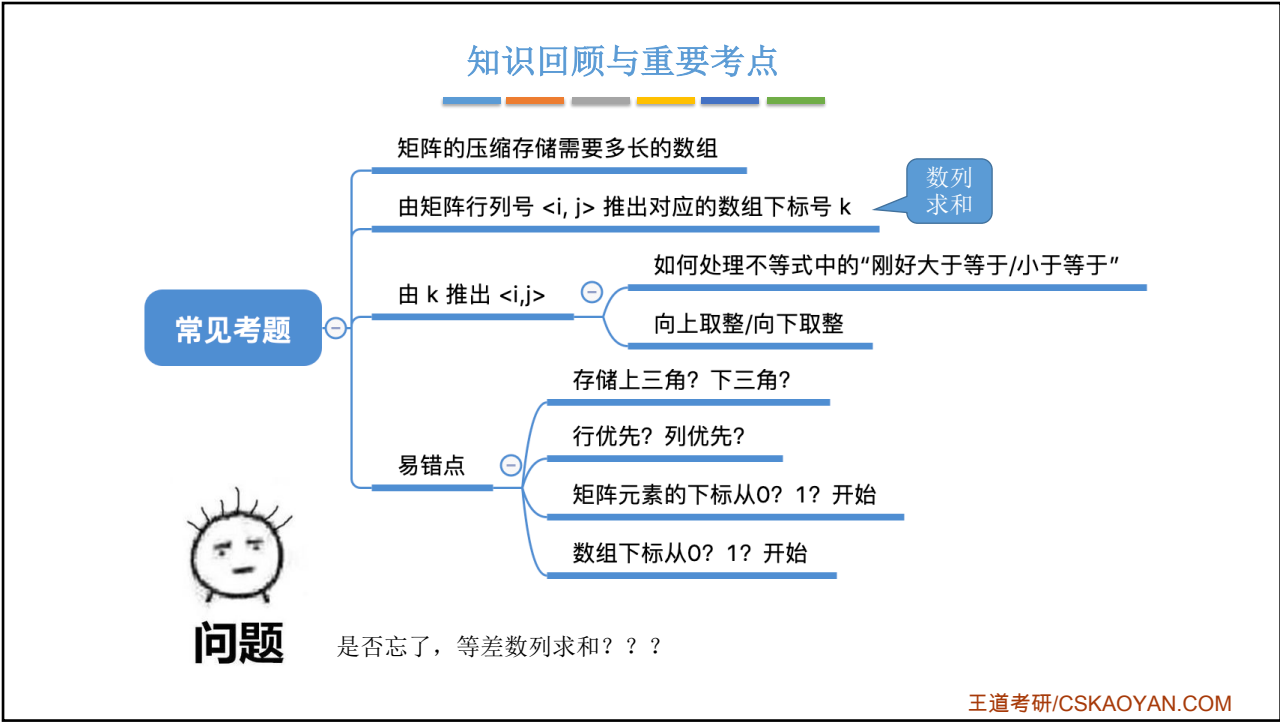 知识回顾与重要考点
矩阵的压缩存储需要多长的数组
由矩阵行列号 <i, j> 推出对应的数组下标号 k
数列
求和
常见考题
由 k 推出 <i,j>
如何处理不等式中的“刚好大于等于/小于等于”
向上取整/向下取整
易错点
存储上三角？下三角？
行优先？列优先？
矩阵元素的下标从0？1？开始
数组下标从0？1？开始
问题
是否忘了，等差数列求和？？？
王道考研/CSKAOYAN.COM